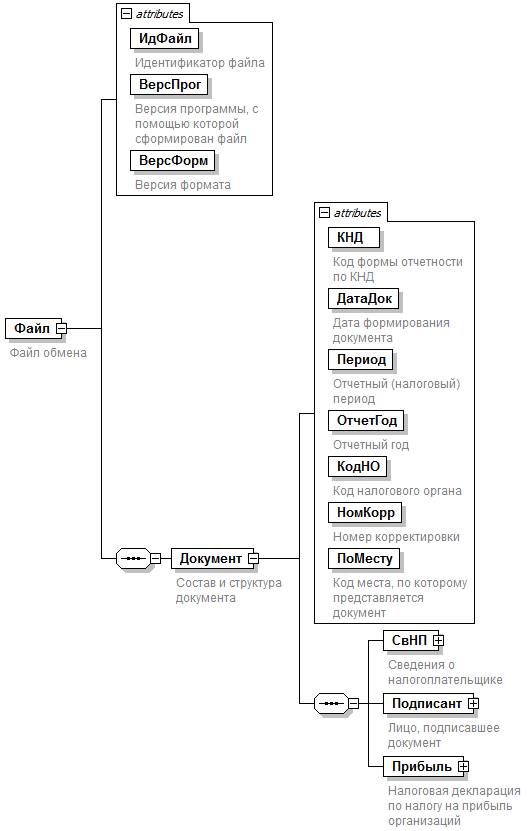 attributes
ИдФайл
Идентификатор файла
ВерсПрог
Версия программы, с
помощью которой
сформирован файл
ВерсФорм
Версия формата
Файл
Файл обмена
Документ
Состав и структура
документа
attributes
КНД
Код формы отчетности
по КНД
ДатаДок
Дата формирования
документа
Период
Отчетный (налоговый)
период
ОтчетГод
Отчетный год
КодНО
Код налогового органа
НомКорр
Номер корректировки
ПоМесту
Код места, по которому
представляется
документ
СвНП
Сведения о
налогоплательщике
Подписант
Лицо, подписавшее
документ
Прибыль
Налоговая декларация
по налогу на прибыль
организаций